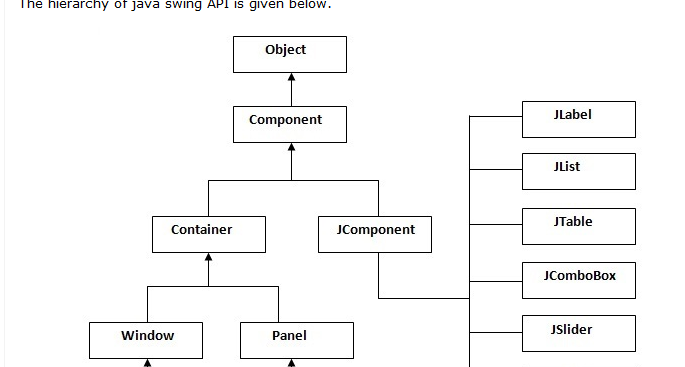 The hierarchy of java swing API is given below.
Object
Component
JLabel
JList
Container
JComponent
JTable
JComboBox
Window
Panel
JSlider